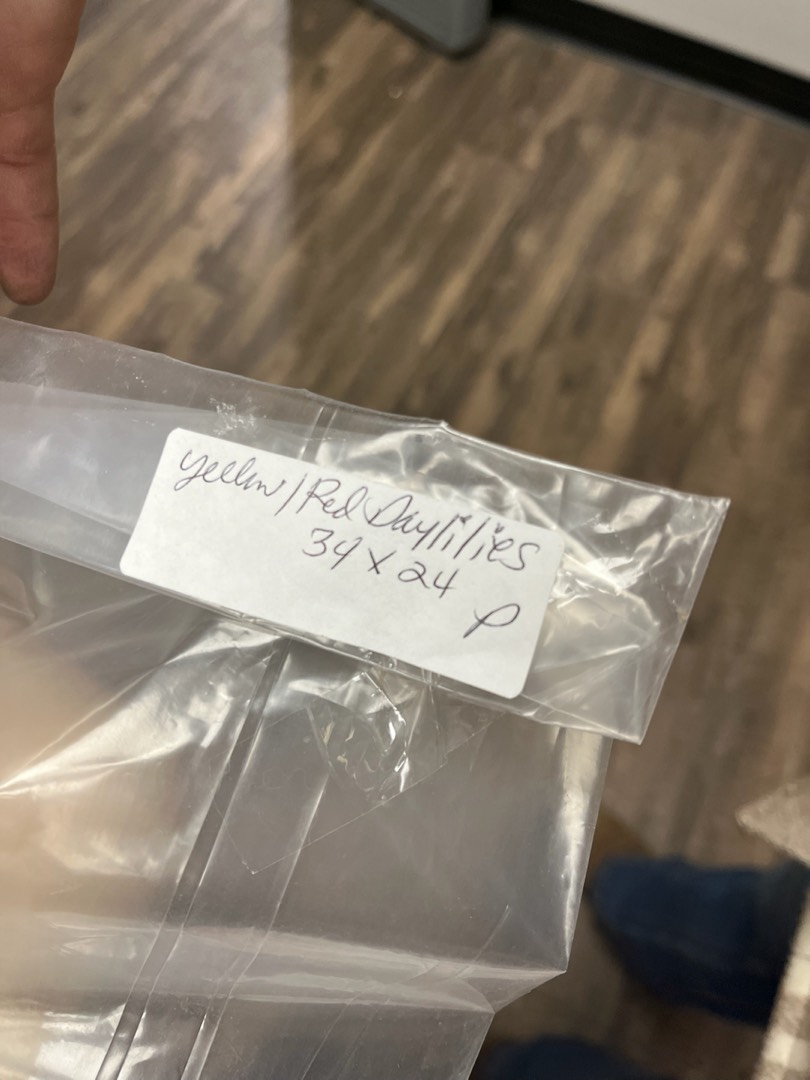 Yellow/Red Daylilies
34 x 24
P